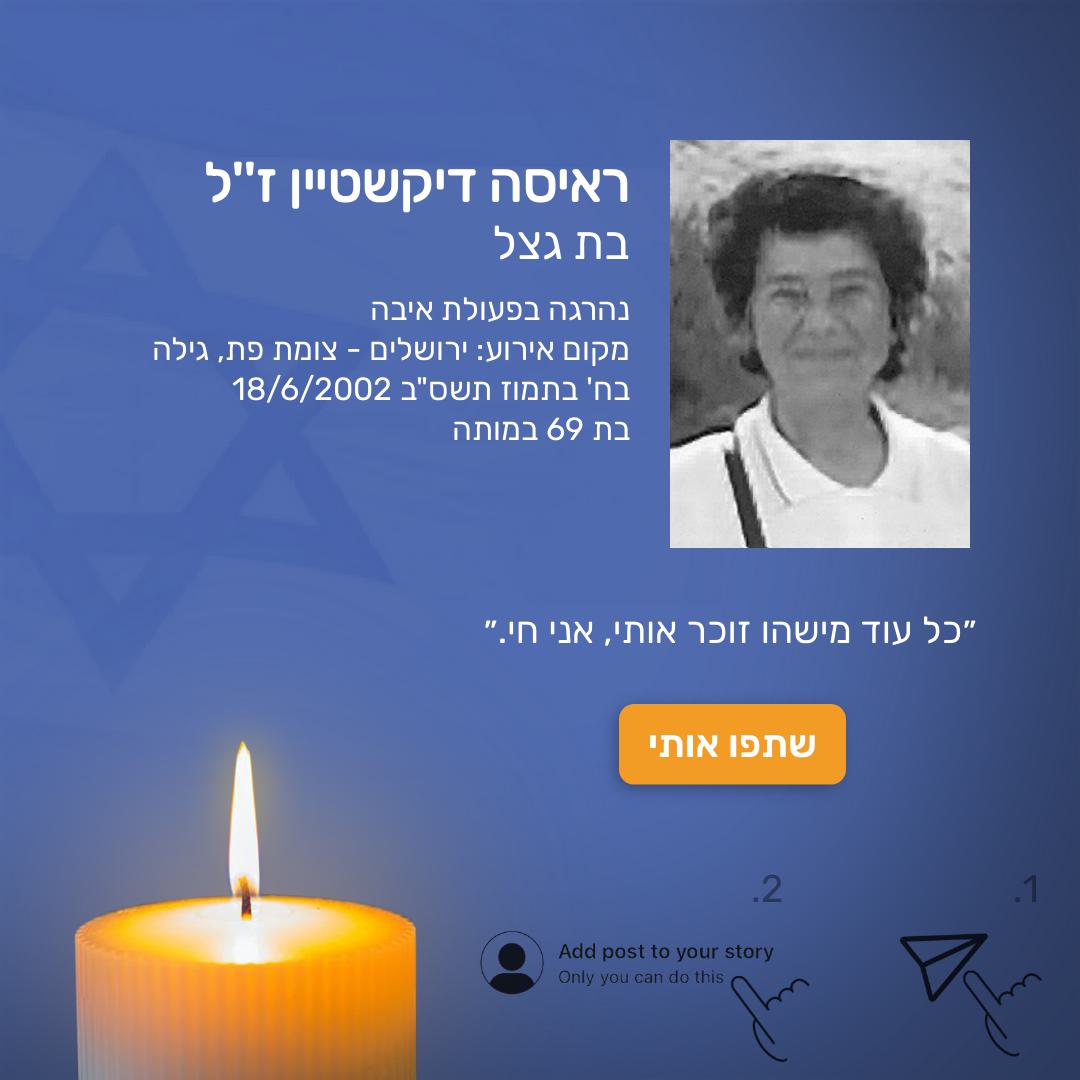 ראיסה דיקשטיין ז"ל
בת גצל
נהרגה בפעולת איבה
מקום אירוע: ירושלים - צומת פת, גילה
בח' בתמוז תשס"ב 18/6/2002
בת 69 במותה
״כל עוד מישהו זוכר אותי, אני חי.״
שתפו אותי
1.
2.
Add post to your story
Only you can do this